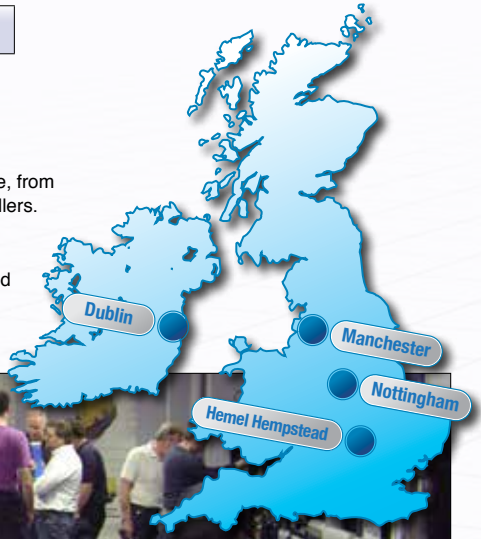 e, from
llers.
d
Dublin
Manchester
Nottingham
Hemel Hempstead